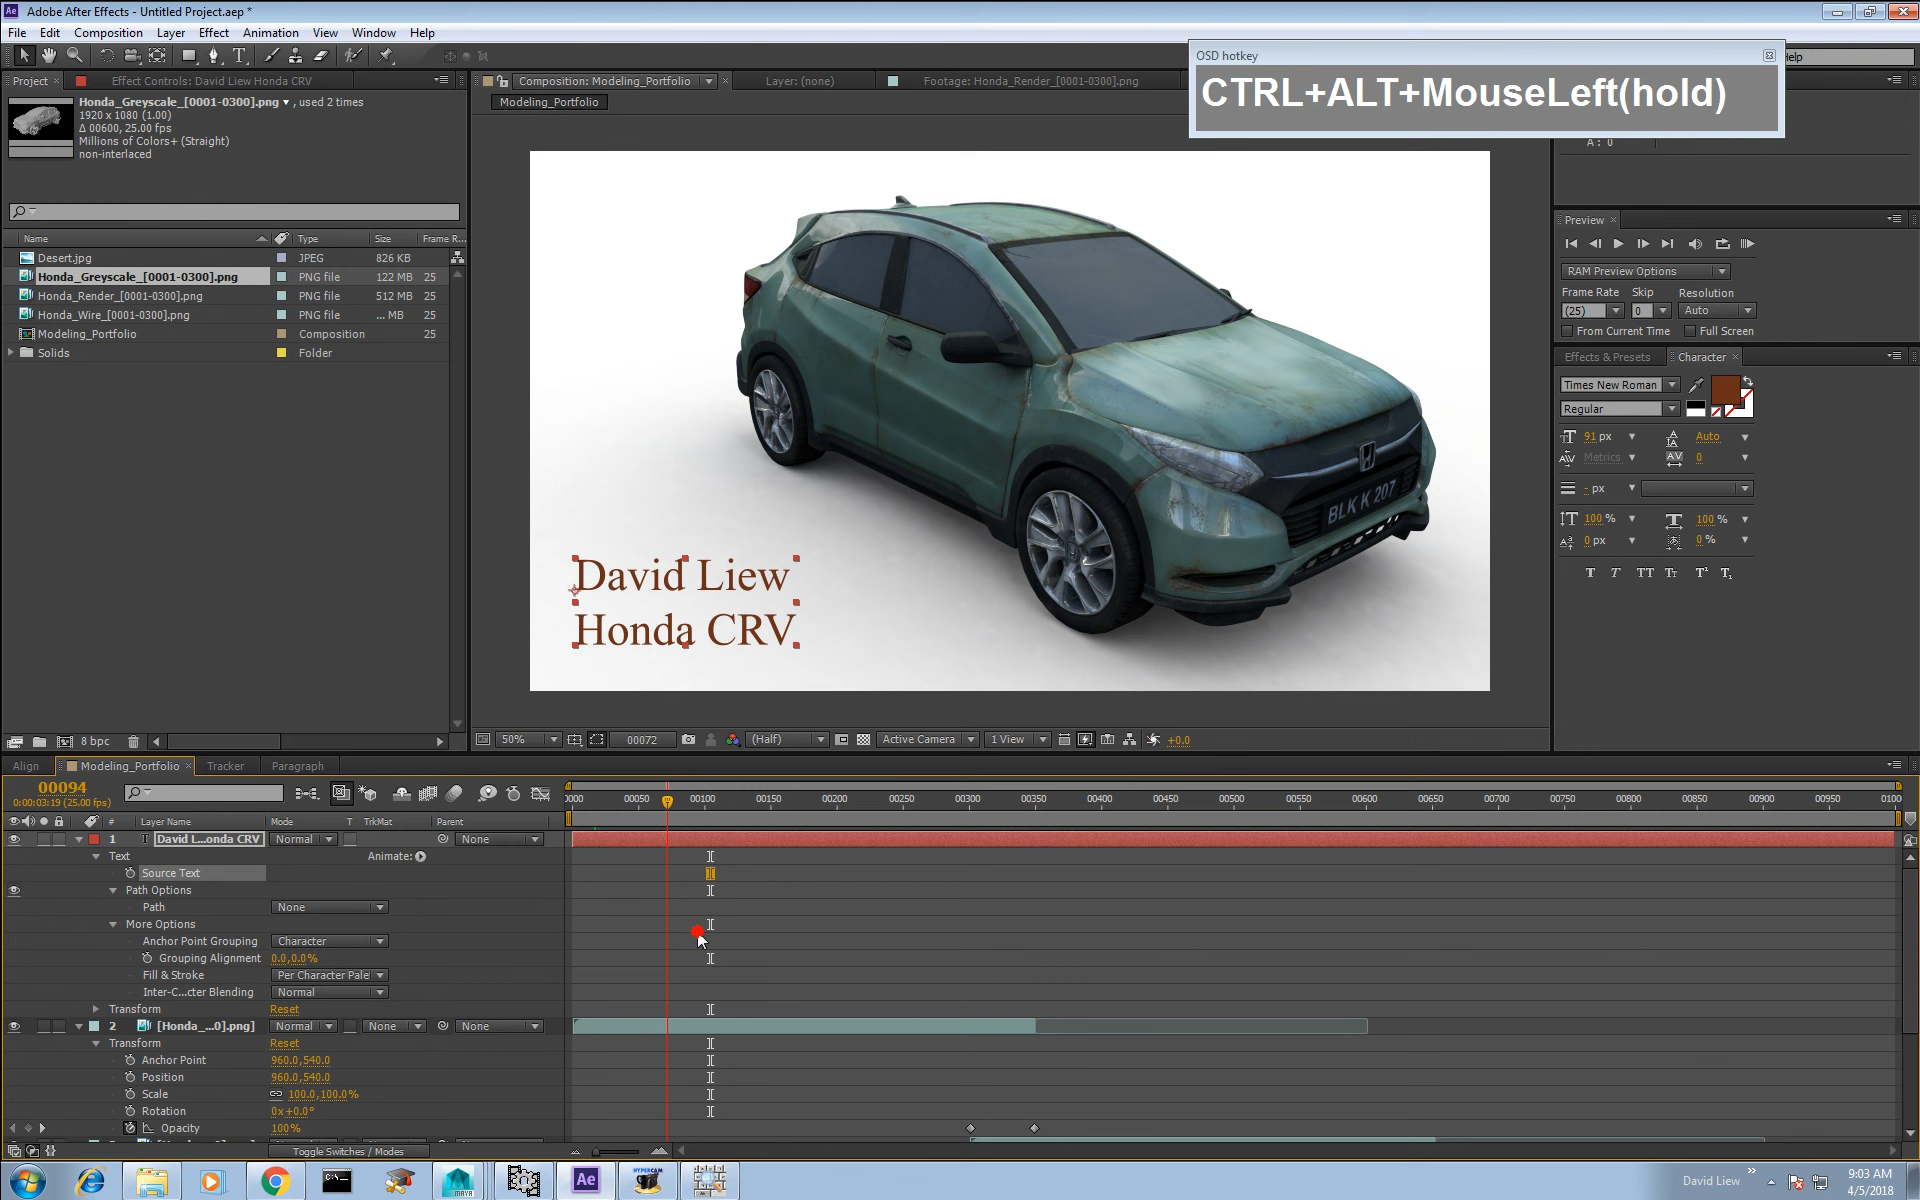 Adobe After Effects - Untitled Project.aep *
File Edit Composition Layer Effect Animation View Window Help
OSD hotkey
CTRL+ALT+MouseLeft(hold)
Help
Project
Effect Controls: David Liew Honda CRV
Composition: Modeling_Portfolio
Layer: (none)
Footage: Honda_Render_[0001-0300].png
Modeling_Portfolio
Honda_Greyscale_[0001-0300].png , used 2 times
1920 x 1080 (1.00)
Δ 00600, 25.00 fps
Millions of Colors+ (Straight)
non-interlaced
A : 0
Name Type Size Frame R...
Desert.jpg JPEG 826 KB
Honda_Greyscale_[0001-0300].png PNG file 122 MB 25
Honda_Render_[0001-0300].png PNG file 512 MB 25
Honda_Wire_[0001-0300].png PNG file ... MB 25
Modeling_Portfolio Composition 25
Solids Folder
BLK K 207
David Liew
Honda CRV
Preview
RAM Preview Options
Frame Rate Skip Resolution
(25) 0 Auto
From Current Time Full Screen
Effects & Presets Character
Times New Roman
Regular
91 px Auto
Metrics 0
- px
100 % 100 %
0 px 0 %
T T TT Tт T¹ T₁
8 bpc
50% 00072 (Half) Active Camera 1 View +0.0
Align Modeling_Portfolio Tracker Paragraph
00094
0:00:03:19 (25.00 fps)
0000 00050 00100 00150 00200 00250 00300 00350 00400 00450 00500 00550 00600 00650 00700 00750 00800 00850 00900 00950 0100
# Layer Name Mode T TrkMat Parent
1 T David L...onda CRV Normal None
Text Animate:
Source Text
Path Options
Path None
More Options
Anchor Point Grouping Character
Grouping Alignment 0.0,0.0%
Fill & Stroke Per Character Pale
Inter-C...cter Blending Normal
Transform Reset
2 [Honda_...0].png] Normal None None
Transform Reset
Anchor Point 960.0,540.0
Position 960.0,540.0
Scale 100.0,100.0%
Rotation 0x+0.0°
Opacity 100%
Toggle Switches / Modes
C:\_
MAYA
Ae
HYPERCAM
David Liew
9:03 AM
4/5/2018